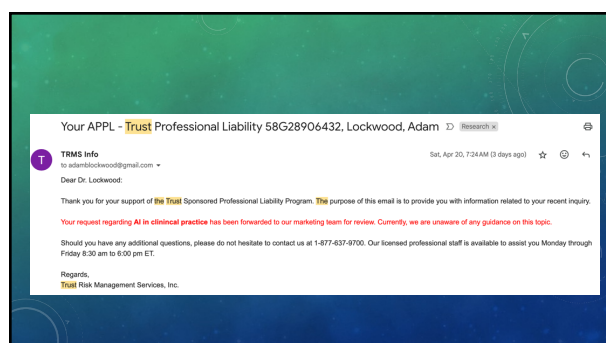 Your APPL - Trust Professional Liability 58G28906432, Lockwood, Adam Research ×
T
TRMS Info
Sat, Apr 20, 7:24 AM (3 days ago)
to adamblockwood@gmail.com
Dear Dr. Lockwood:
Thank you for your support of the Trust Sponsored Professional Liability Program. The purpose of this email is to provide you with information related to your recent inquiry.
Your request regarding AI in clinincal practice has been forwarded to our marketing team for review. Currently, we are unaware of any guidance on this topic.
Should you have any additional questions, please do not hesitate to contact us at 1-877-637-9700. Our licensed professional staff is available to assist you Monday through
Friday 8:30 am to 6:00 pm ET.
Regards,
Trust Risk Management Services, Inc.